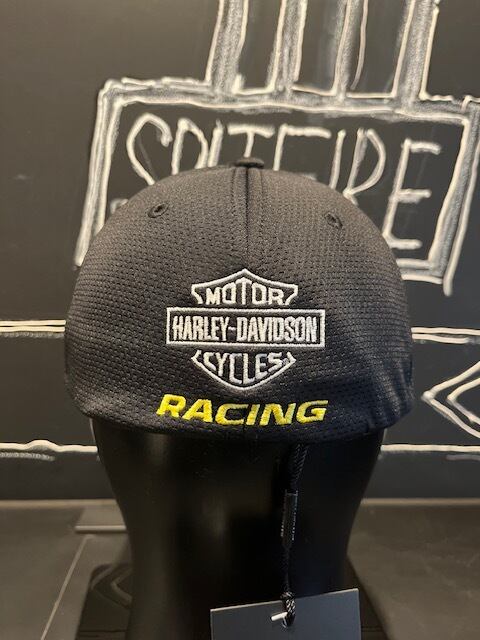 SPITFIRE
MOTOR
HARLEY-DAVIDSON
CYCLES
RACING